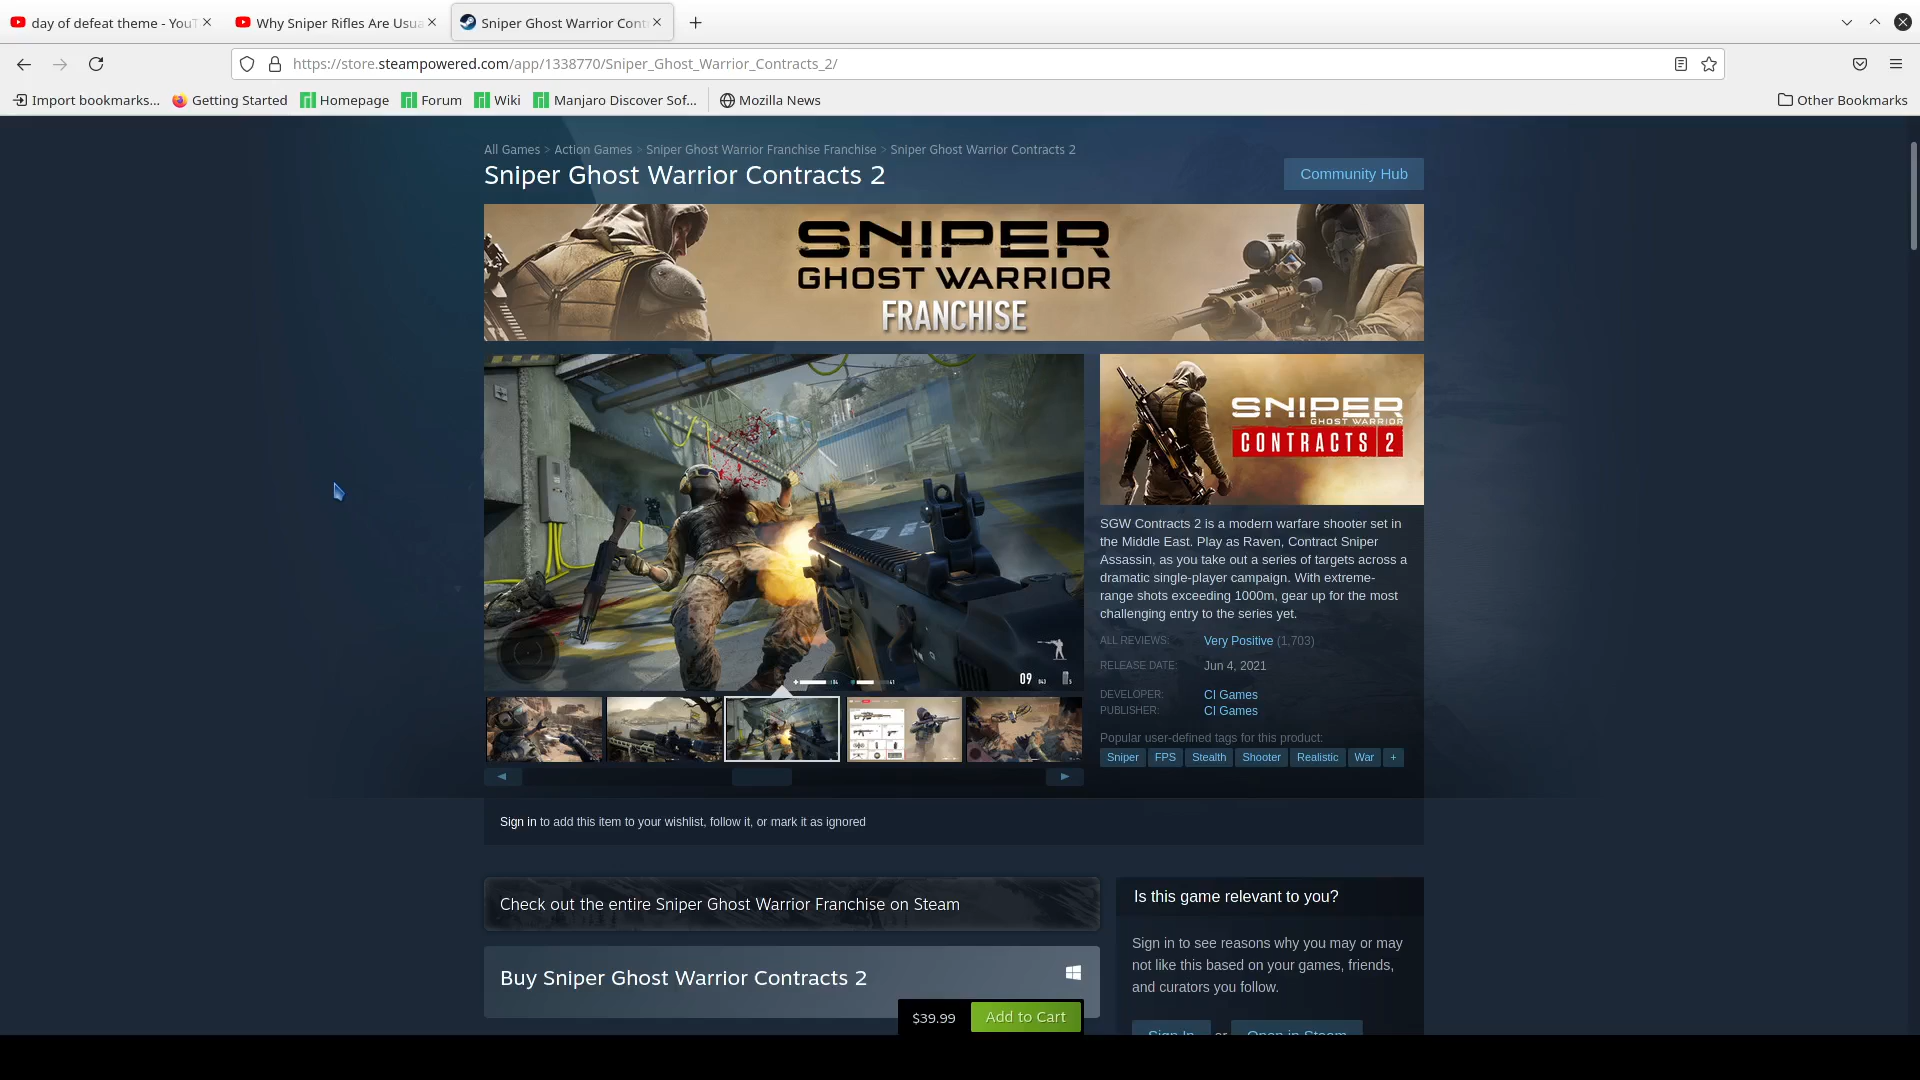 day of defeat theme - YouT
Why Sniper Rifles Are Usua
Sniper Ghost Warrior Cont
https://store.steampowered.com/app/1338770/Sniper_Ghost_Warrior_Contracts_2/
Import bookmarks...
Getting Started
Homepage
Forum
Wiki
Manjaro Discover Sof...
Mozilla News
Other Bookmarks
All Games > Action Games > Sniper Ghost Warrior Franchise Franchise > Sniper Ghost Warrior Contracts 2
Sniper Ghost Warrior Contracts 2
Community Hub
SNIPER
GHOST WARRIOR
FRANCHISE
SNIPER
GHOST WARRIOR
CONTRACTS 2
SGW Contracts 2 is a modern warfare shooter set in
the Middle East. Play as Raven, Contract Sniper
Assassin, as you take out a series of targets across a
dramatic single-player campaign. With extreme-
range shots exceeding 1000m, gear up for the most
challenging entry to the series yet.
ALL REVIEWS: Very Positive (1,703)
RELEASE DATE: Jun 4, 2021
DEVELOPER: CI Games
PUBLISHER: CI Games
Popular user-defined tags for this product:
Sniper FPS Stealth Shooter Realistic War +
09
Sign in to add this item to your wishlist, follow it, or mark it as ignored
Check out the entire Sniper Ghost Warrior Franchise on Steam
Buy Sniper Ghost Warrior Contracts 2
$39.99 Add to Cart
Is this game relevant to you?
Sign in to see reasons why you may or may
not like this based on your games, friends,
and curators you follow.
Sign In or Open in Steam